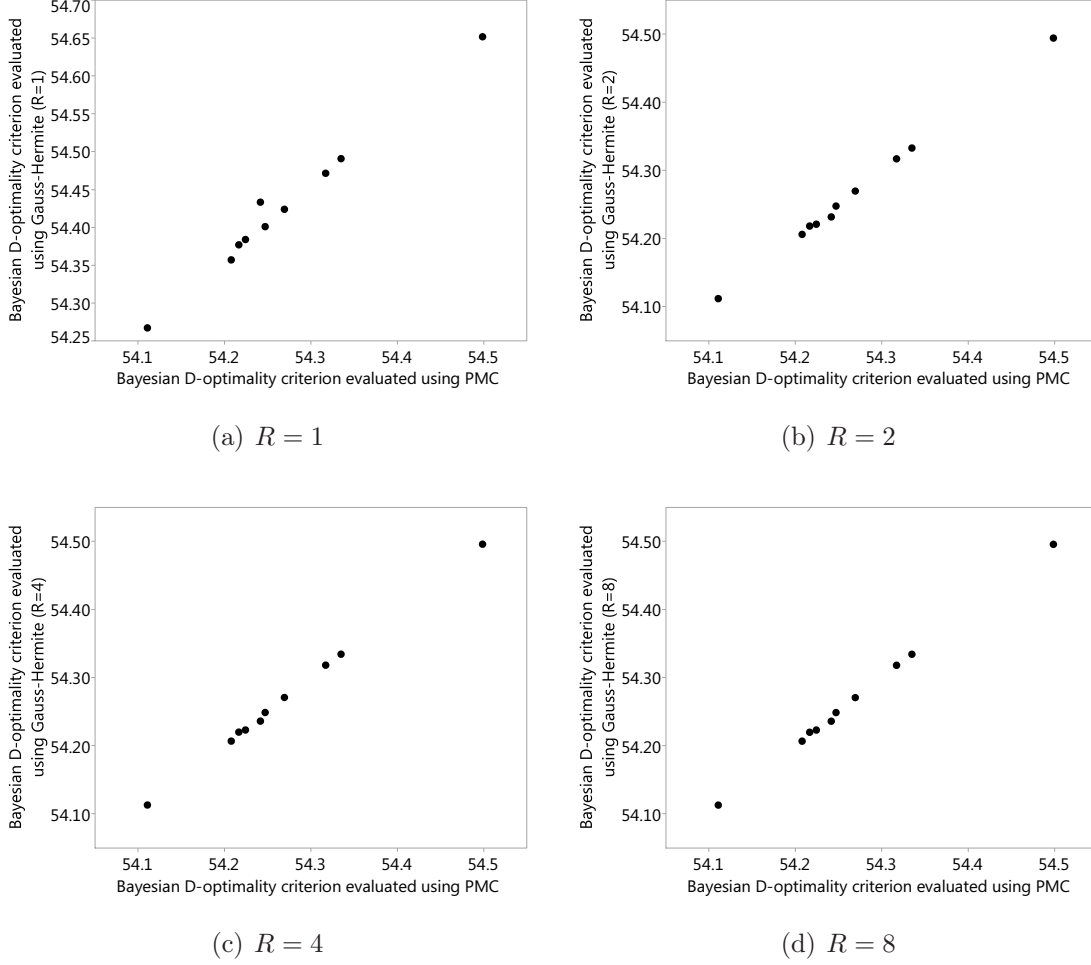 Bayesian D-optimality criterion evaluated
using Gauss-Hermite (R=1)
54.70
54.65
54.60
54.55
54.50
54.45
54.40
54.35
54.30
54.25
54.1 54.2 54.3 54.4 54.5
Bayesian D-optimality criterion evaluated using PMC
(a) R = 1
Bayesian D-optimality criterion evaluated
using Gauss-Hermite (R=2)
54.50
54.40
54.30
54.20
54.10
54.1 54.2 54.3 54.4 54.5
Bayesian D-optimality criterion evaluated using PMC
(b) R = 2
Bayesian D-optimality criterion evaluated
using Gauss-Hermite (R=4)
54.50
54.40
54.30
54.20
54.10
54.1 54.2 54.3 54.4 54.5
Bayesian D-optimality criterion evaluated using PMC
(c) R = 4
Bayesian D-optimality criterion evaluated
using Gauss-Hermite (R=8)
54.50
54.40
54.30
54.20
54.10
54.1 54.2 54.3 54.4 54.5
Bayesian D-optimality criterion evaluated using PMC
(d) R = 8